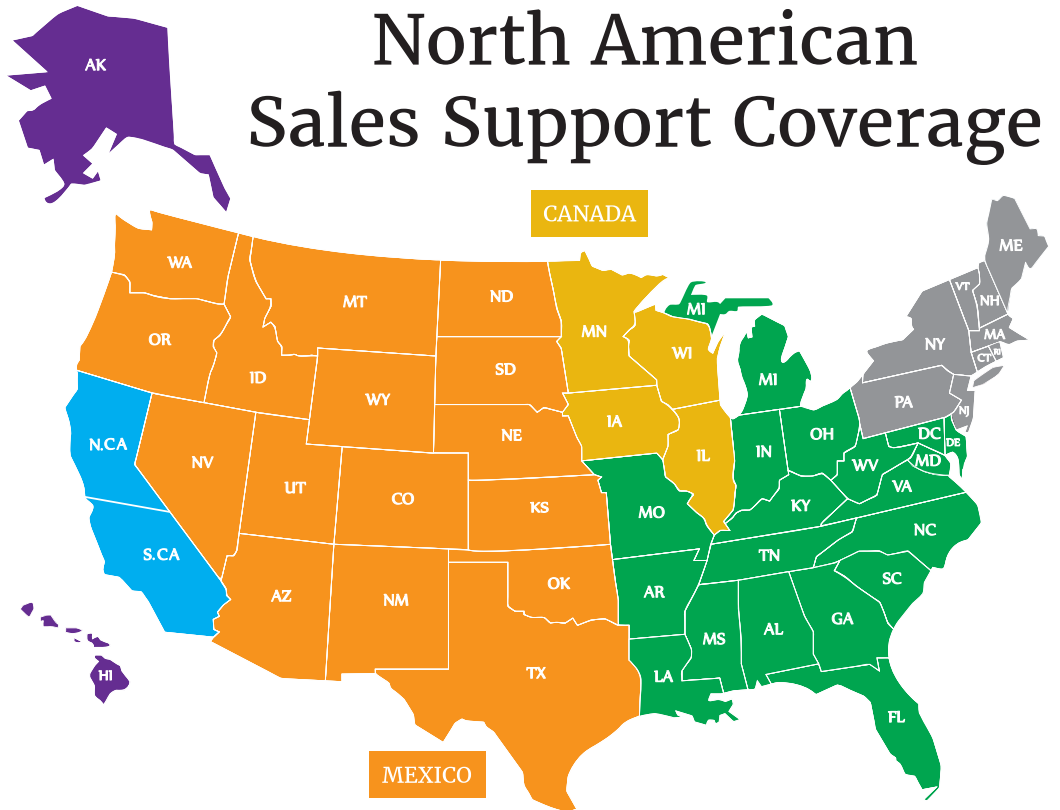 North American
Sales Support Coverage
AK
CANADA
WA
MT
ND
MN
MI
ME
VT
NH
OR
ID
SD
WI
NY
MA
CT
RI
WY
MI
PA
NJ
N.CA
NV
NE
IA
IL
IN
OH
DC
DE
UT
CO
KS
MO
KY
WV
MD
VA
S.CA
AZ
NM
OK
AR
TN
NC
SC
HI
TX
LA
MS
AL
GA
FL
MEXICO